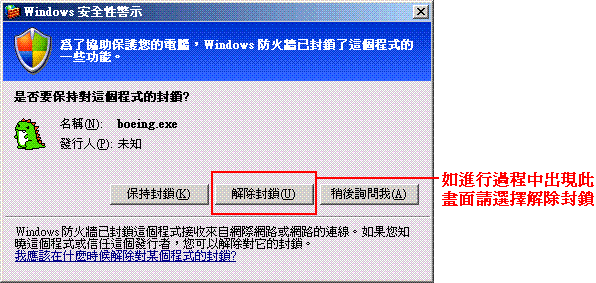 Windows 安全性警示
為了協助保護您的電腦，Windows 防火牆已封鎖了這個程式的
一些功能。
是否要保持對這個程式的封鎖?
名稱(N): boeing.exe
發行人(P): 未知
保持封鎖(K) 解除封鎖(U) 稍後詢問我(A)
如進行過程中出現此
畫面請選擇解除封鎖
Windows 防火牆已封鎖這個程式接收來自網際網路或網路的連線。如果您知
曉這個程式或信任這個發行者，您可以解除對它的封鎖。
我應該在什麼時候解除對某個程式的封鎖?